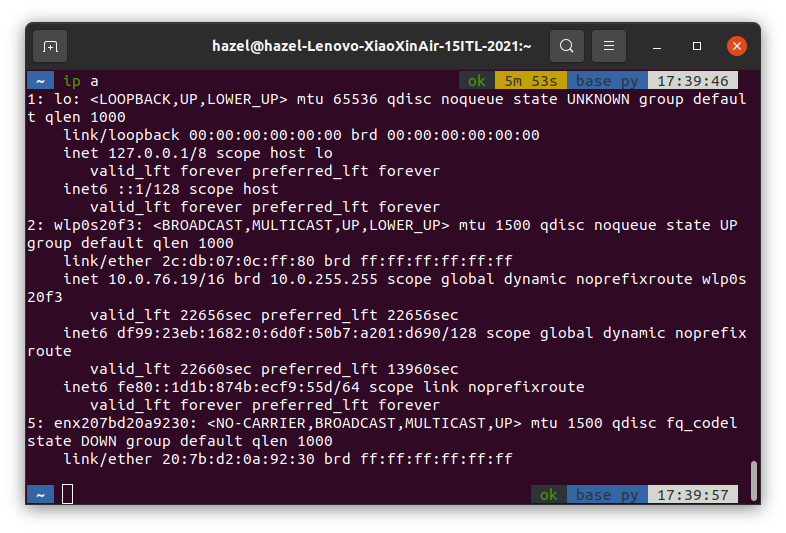 hazel@hazel-Lenovo-XiaoXinAir-15ITL-2021:~
~ ip a ok 5m 53s base py 17:39:46
1: lo: <LOOPBACK,UP,LOWER_UP> mtu 65536 qdisc noqueue state UNKNOWN group defaul
t qlen 1000
    link/loopback 00:00:00:00:00:00 brd 00:00:00:00:00:00
    inet 127.0.0.1/8 scope host lo
       valid_lft forever preferred_lft forever
    inet6 ::1/128 scope host
       valid_lft forever preferred_lft forever
2: wlp0s20f3: <BROADCAST,MULTICAST,UP,LOWER_UP> mtu 1500 qdisc noqueue state UP
group default qlen 1000
    link/ether 2c:db:07:0c:ff:80 brd ff:ff:ff:ff:ff:ff
    inet 10.0.76.19/16 brd 10.0.255.255 scope global dynamic noprefixroute wlp0s
20f3
       valid_lft 22656sec preferred_lft 22656sec
    inet6 df99:23eb:1682:0:6d0f:50b7:a201:d690/128 scope global dynamic noprefix
route
       valid_lft 22660sec preferred_lft 13960sec
    inet6 fe80::1d1b:874b:ecf9:55d/64 scope link noprefixroute
       valid_lft forever preferred_lft forever
5: enx207bd20a9230: <NO-CARRIER,BROADCAST,MULTICAST,UP> mtu 1500 qdisc fq_codel
state DOWN group default qlen 1000
    link/ether 20:7b:d2:0a:92:30 brd ff:ff:ff:ff:ff:ff
~ ok base py 17:39:57